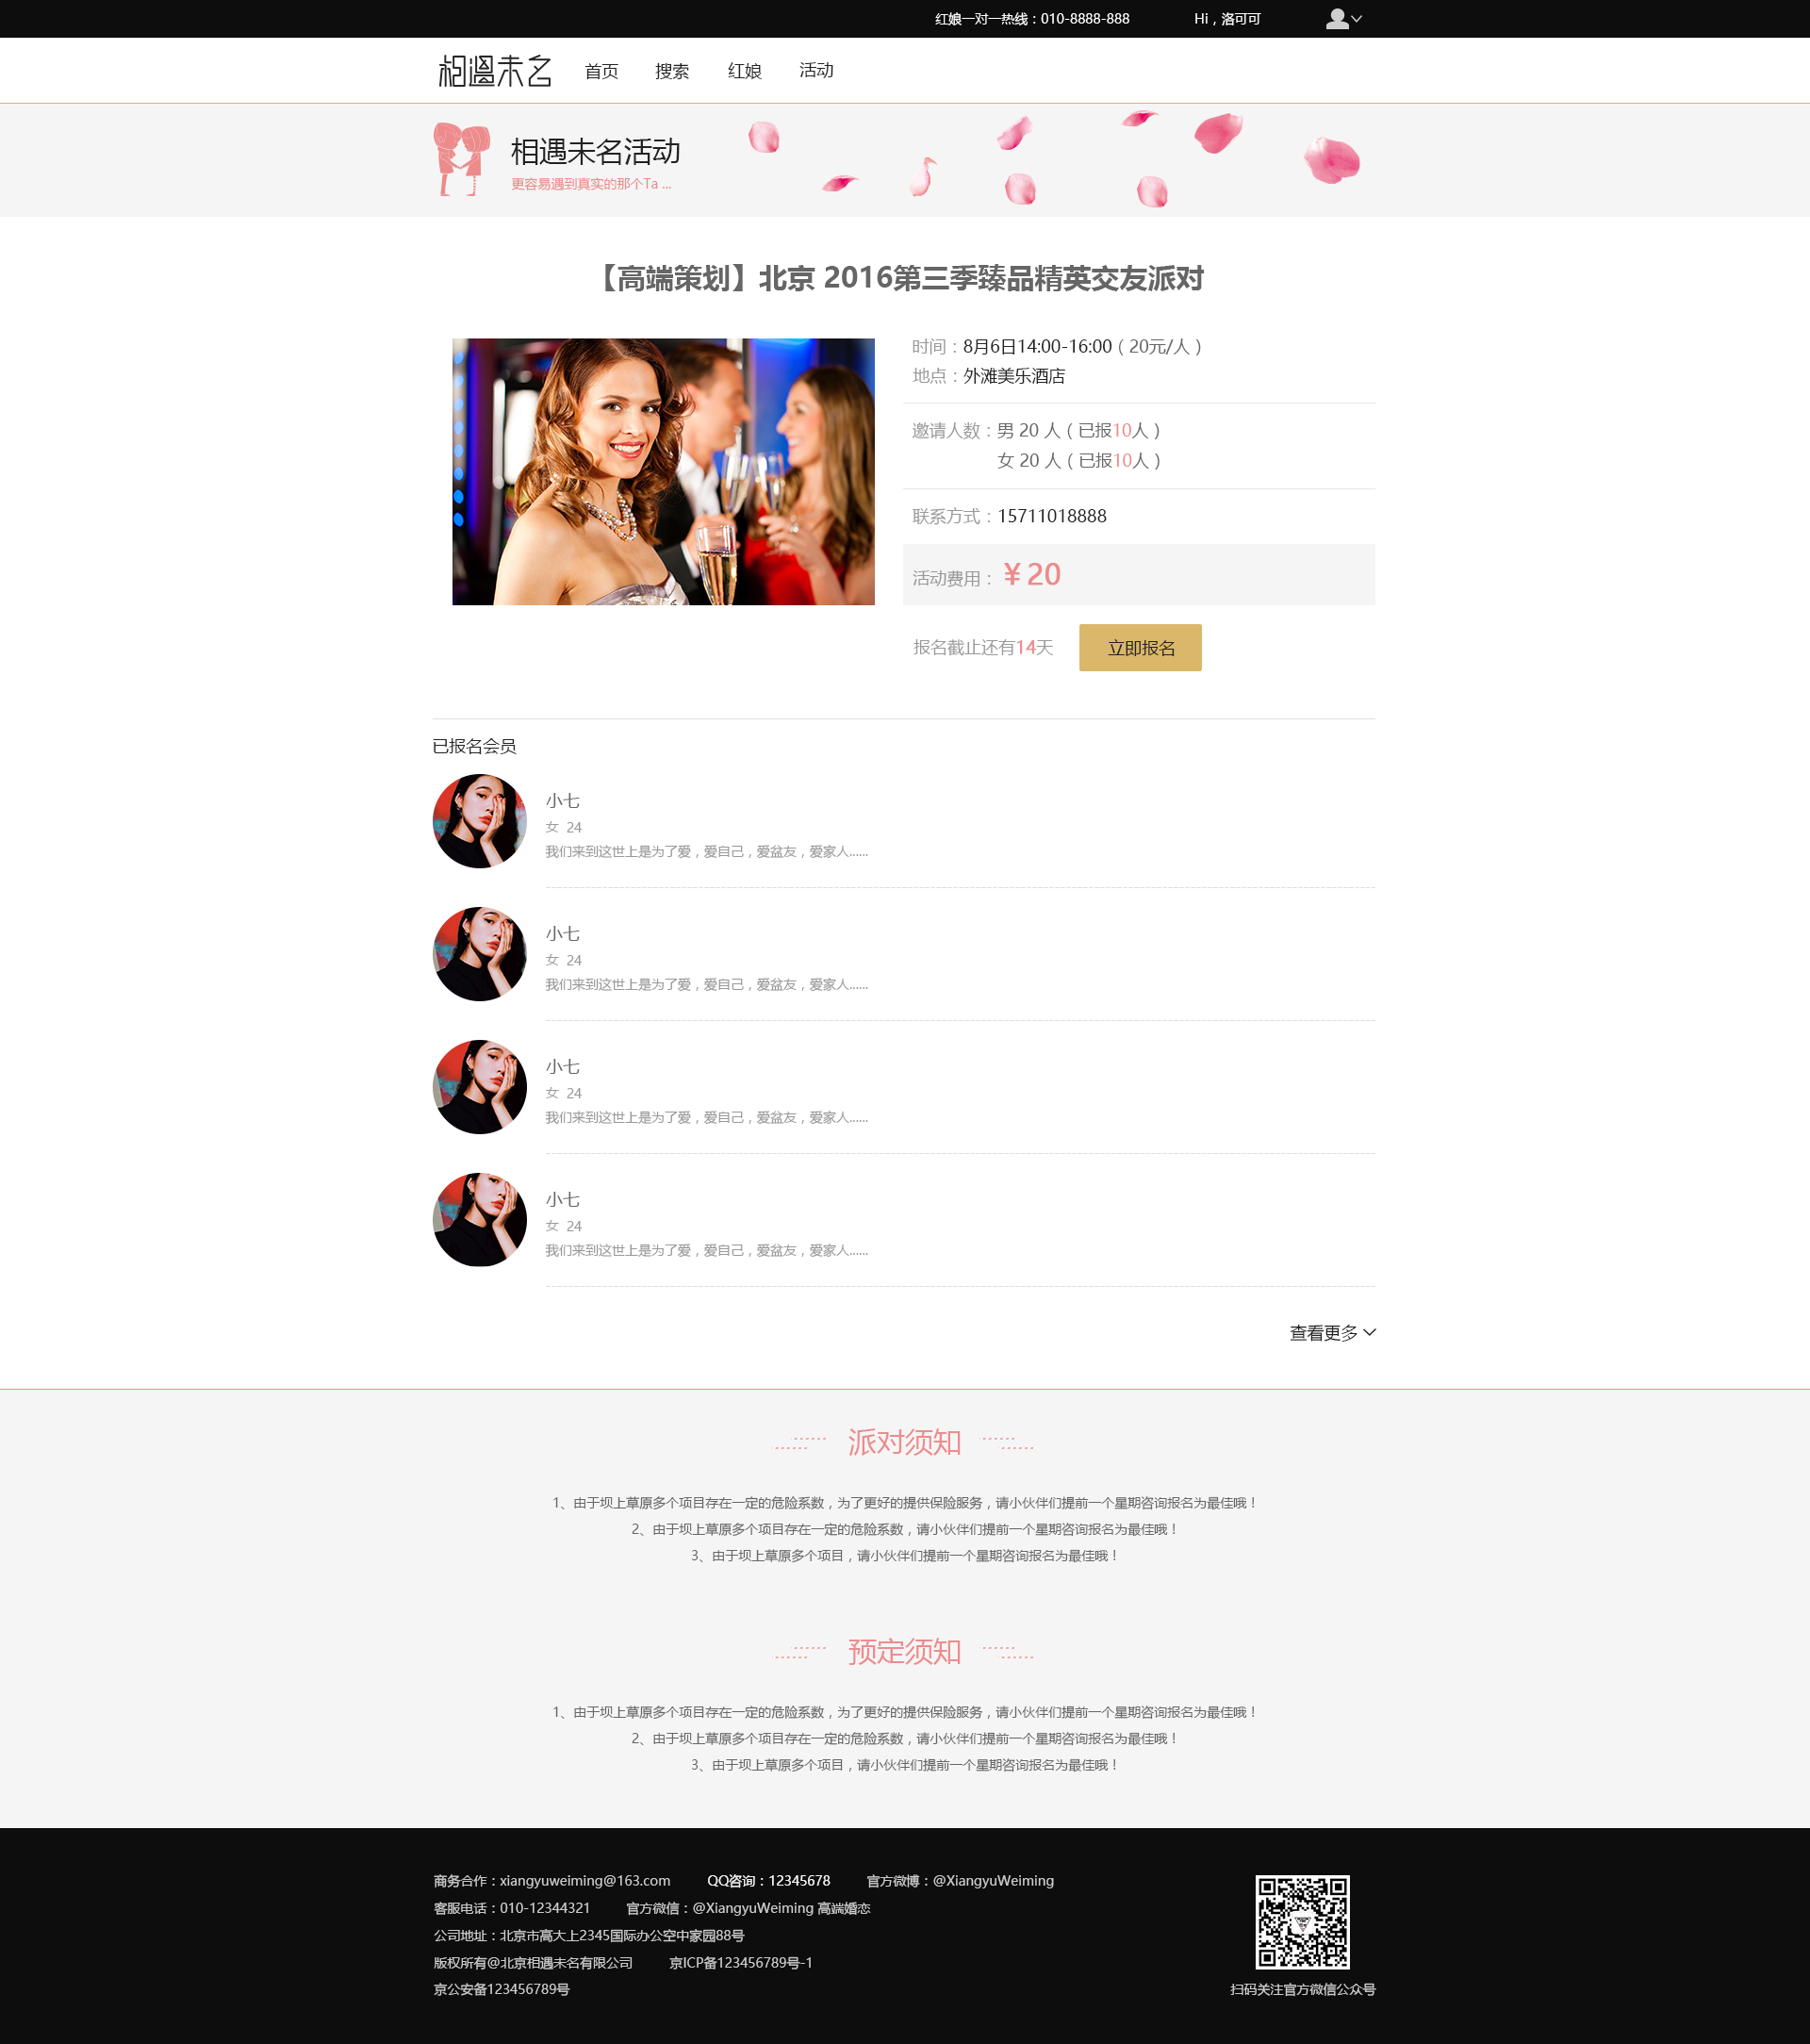 红娘一对一热线：010-8888-888 Hi，洛可可
相遇未名 首页 搜索 红娘 活动
相遇未名活动
更容易遇到真实的那个Ta ...
【高端策划】北京 2016第三季臻品精英交友派对
时间：8月6日14:00-16:00（20元/人）
地点：外滩美乐酒店
邀请人数：男 20 人（已报10人）
女 20 人（已报10人）
联系方式：15711018888
活动费用：￥20
报名截止还有14天 立即报名
已报名会员
小七
女 24
我们来到这世上是为了爱，爱自己，爱盆友，爱家人......
小七
女 24
我们来到这世上是为了爱，爱自己，爱盆友，爱家人......
小七
女 24
我们来到这世上是为了爱，爱自己，爱盆友，爱家人......
小七
女 24
我们来到这世上是为了爱，爱自己，爱盆友，爱家人......
查看更多
派对须知
1、由于坝上草原多个项目存在一定的危险系数，为了更好的提供保险服务，请小伙伴们提前一个星期咨询报名为最佳哦！
2、由于坝上草原多个项目存在一定的危险系数，请小伙伴们提前一个星期咨询报名为最佳哦！
3、由于坝上草原多个项目，请小伙伴们提前一个星期咨询报名为最佳哦！
预定须知
1、由于坝上草原多个项目存在一定的危险系数，为了更好的提供保险服务，请小伙伴们提前一个星期咨询报名为最佳哦！
2、由于坝上草原多个项目存在一定的危险系数，请小伙伴们提前一个星期咨询报名为最佳哦！
3、由于坝上草原多个项目，请小伙伴们提前一个星期咨询报名为最佳哦！
商务合作：xiangyuweiming@163.com QQ咨询：12345678 官方微博：@XiangyuWeiming
客服电话：010-12344321 官方微信：@XiangyuWeiming 高端婚恋
公司地址：北京市高大上2345国际办公空中家园88号
版权所有@北京相遇未名有限公司 京ICP备123456789号-1
京公安备123456789号
扫码关注官方微信公众号